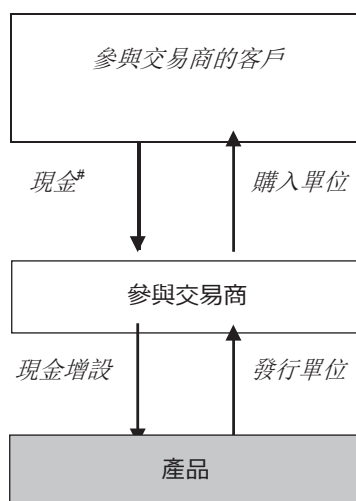 參與交易商的客戶
現金# 購入單位
參與交易商
現金增設 發行單位
產品